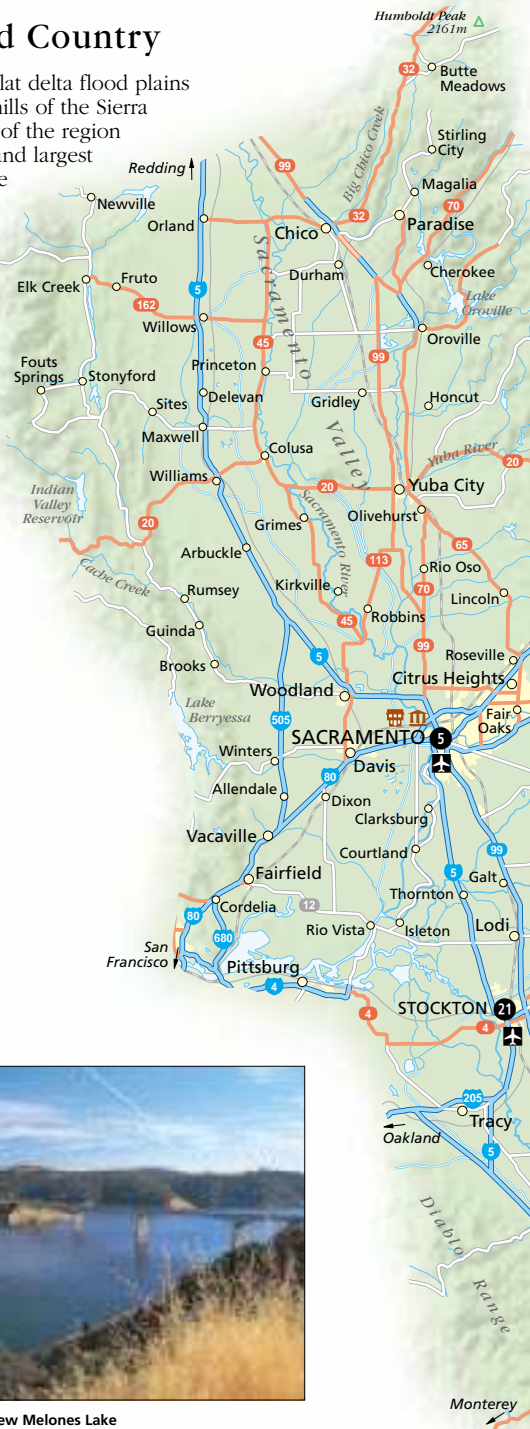 d Country
lat delta flood plains
hills of the Sierra
of the region
and largest
e
Humboldt Peak
2161m
32
Butte
Meadows
Big Chico Creek
Stirling
City
99
Redding
Magalia
70
Newville
Orland
32
Paradise
Chico
Sacramento
Valley
Durham
Cherokee
Elk Creek
Fruto
5
162
Lake
Oroville
Willows
Oroville
45
99
Princeton
Fouts
Springs
Stonyford
Delevan
Gridley
Honcut
Sites
Maxwell
Colusa
Yuba River
20
Williams
20
Yuba City
Indian
Valley
Reservoir
Sacramento River
Olivehurst
20
Grimes
65
Arbuckle
113
Rio Oso
Cache Creek
Rumsey
Kirkville
70
Lincoln
Robbins
45
Guinda
99
Roseville
5
Brooks
Citrus Heights
Woodland
Lake
Berryessa
505
Fair
Oaks
SACRAMENTO 5
Winters
Davis
80
Allendale
Dixon
Clarksburg
Vacaville
Courtland
99
5
Fairfield
Galt
Thornton
Cordelia
12
80
Rio Vista
Isleton
Lodi
680
San
Francisco
Pittsburg
4
STOCKTON 21
4
4
205
Tracy
Oakland
5
Diablo
Range
Monterey
ew Melones Lake